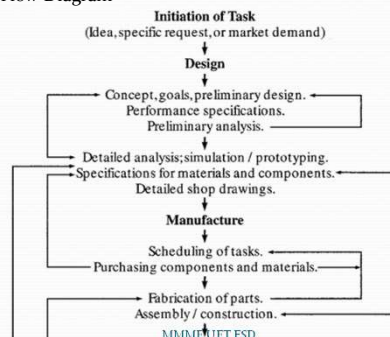 Flow Diagram
Initiation of Task
(Idea, specific request, or market demand)
Design
Concept, goals, preliminary design.
Performance specifications.
Preliminary analysis.
Detailed analysis; simulation / prototyping.
Specifications for materials and components.
Detailed shop drawings.
Manufacture
Scheduling of tasks.
Purchasing components and materials.
Fabrication of parts.
Assembly / construction.